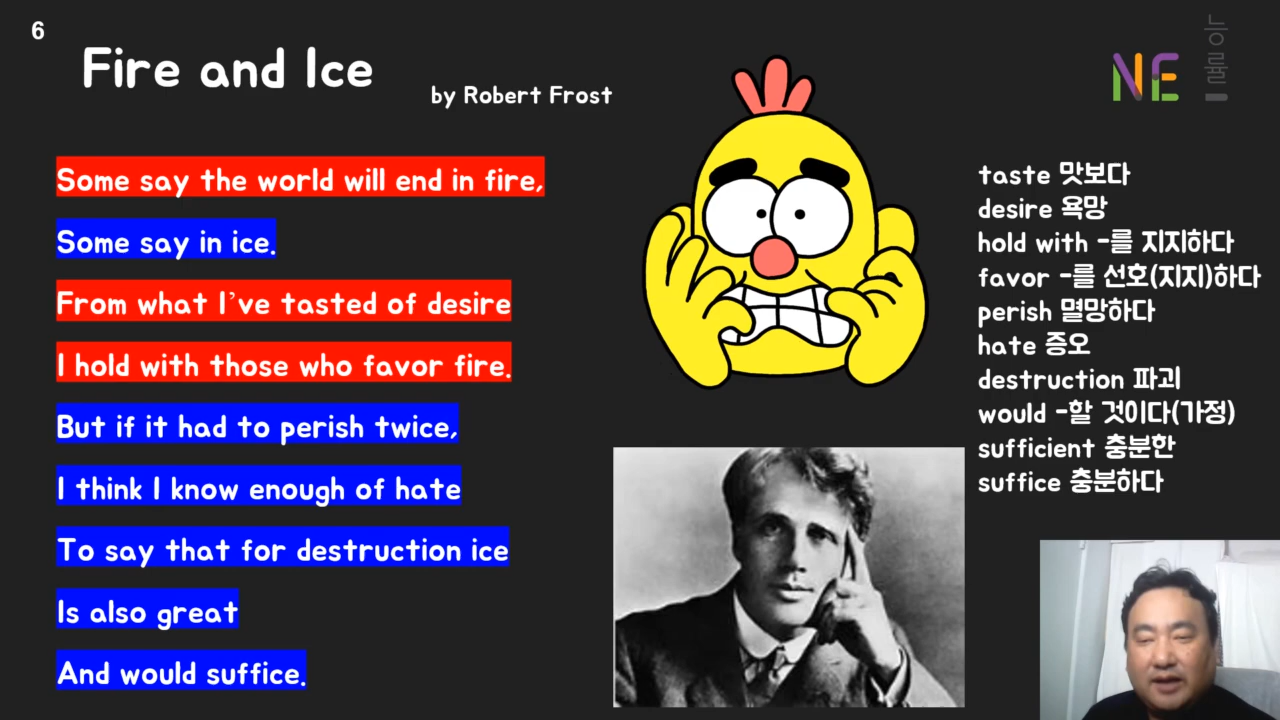 6
Fire and Ice
by Robert Frost
NE
능률
Some say the world will end in fire,
Some say in ice.
From what I've tasted of desire
I hold with those who favor fire.
But if it had to perish twice,
I think I know enough of hate
To say that for destruction ice
Is also great
And would suffice.
taste 맛보다
desire 욕망
hold with -를 지지하다
favor -를 선호(지지)하다
perish 멸망하다
hate 증오
destruction 파괴
would -할 것이다(가정)
sufficient 충분한
suffice 충분하다